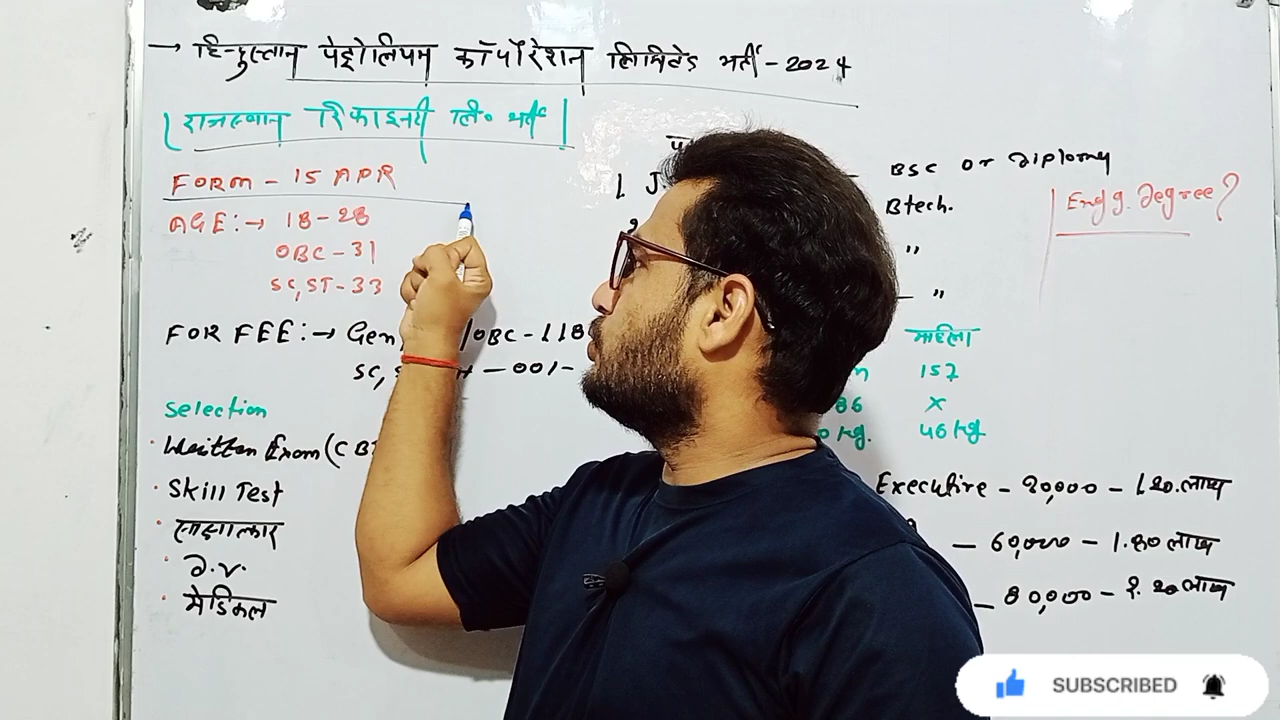 → हिन्दुस्तान पेट्रोलियम कॉर्पोरेशन लिमिटेड भर्ती - 2024
राजस्थान रिफाइनरी लि० भर्ती
FORM - 15 APR
AGE :→ 18-28
OBC - 31
SC, ST - 33
FOR FEE :→ Gen /OBC - 118
SC, - 00/-
Selection
Written Exam (CBT
Skill Test
साक्षात्कार
D.V.
मेडिकल
1. J
BSC or Diploma
Btech.
Engg. Degree ?
"
- "
महिला
157
86 X
kg. 46 kg
Executive - 30,000 - 1.20 लाख
- 60,000 - 1.80 लाख
- 80,000 - 2.20 लाख
SUBSCRIBED